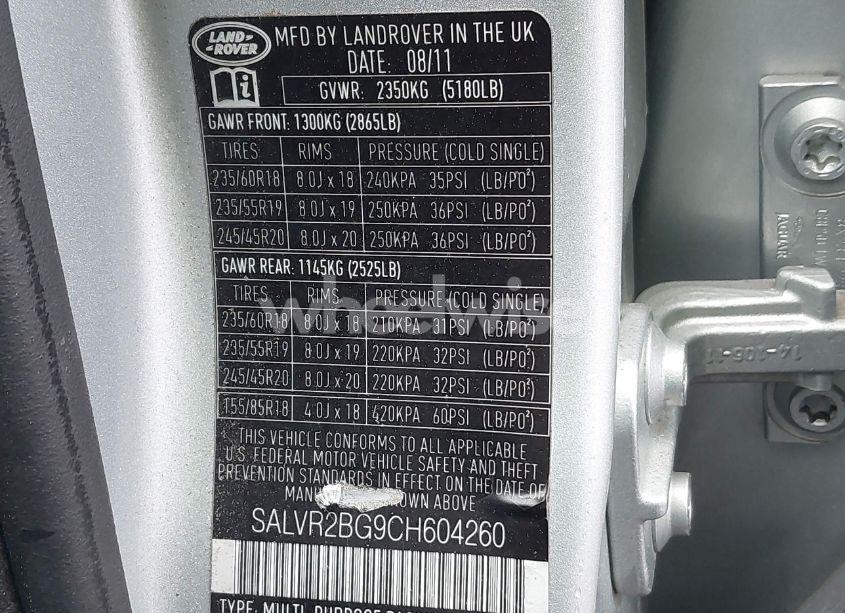 LAND ROVER
MFD BY LANDROVER IN THE UK
DATE: 08/11
GVWR: 2350KG (5180LB)
GAWR FRONT: 1300KG (2865LB)
TIRES RIMS PRESSURE (COLD SINGLE)
235/60R18 8.0J x 18 240KPA 35PSI (LB/PO²)
235/55R19 8.0J x 19 250KPA 36PSI (LB/PO²)
245/45R20 8.0J x 20 250KPA 36PSI (LB/PO²)
GAWR REAR: 1145KG (2525LB)
TIRES RIMS PRESSURE (COLD SINGLE)
235/60R18 8.0J x 18 210KPA 31PSI (LB/PO²)
235/55R19 8.0J x 19 220KPA 32PSI (LB/PO²)
245/45R20 8.0J x 20 220KPA 32PSI (LB/PO²)
155/85R18 4.0J x 18 420KPA 60PSI (LB/PO²)
THIS VEHICLE CONFORMS TO ALL APPLICABLE
U.S. FEDERAL MOTOR VEHICLE SAFETY AND THEFT
PREVENTION STANDARDS IN EFFECT ON THE DATE OF
SHOWN ABOVE
SALVR2BG9CH604260
TYPE: MULTI-PURPOSE
wheelwise
JAGUAR
14-106-11